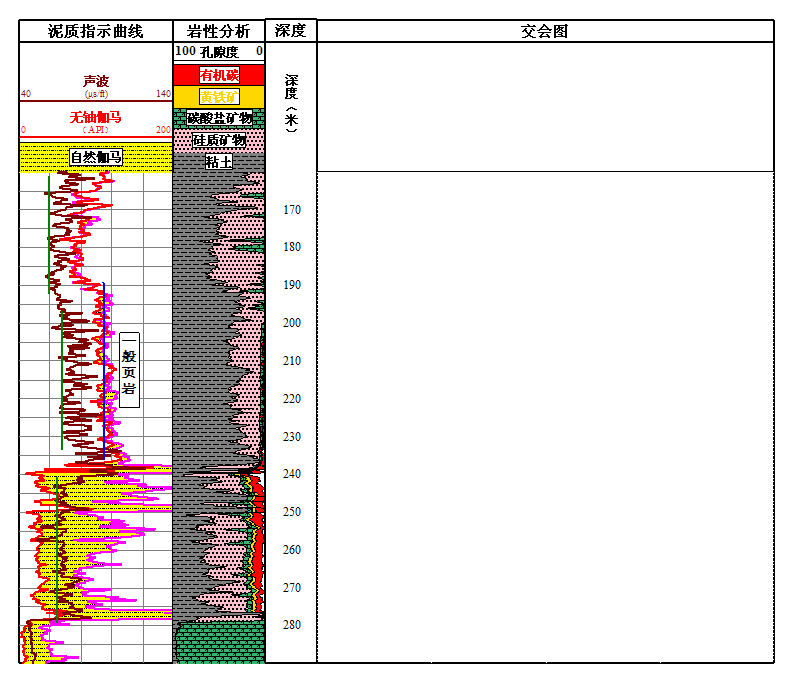 泥质指示曲线 岩性分析 深度 交会图
100 孔隙度 0
有机碳
黄铁矿
碳酸盐矿物
硅质矿物
粘土
声波
40 (μs/ft) 140
无铀伽马
0 (API) 200
自然伽马
深度(米)
一般页岩
170
180
190
200
210
220
230
240
250
260
270
280